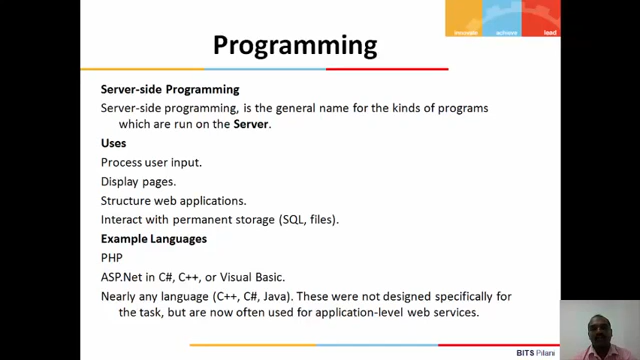 innovate achieve lead
Programming
Server-side Programming
Server-side programming, is the general name for the kinds of programs
which are run on the Server.
Uses
Process user input.
Display pages.
Structure web applications.
Interact with permanent storage (SQL, files).
Example Languages
PHP
ASP.Net in C#, C++, or Visual Basic.
Nearly any language (C++, C#, Java). These were not designed specifically for
the task, but are now often used for application-level web services.
BITS Pilani